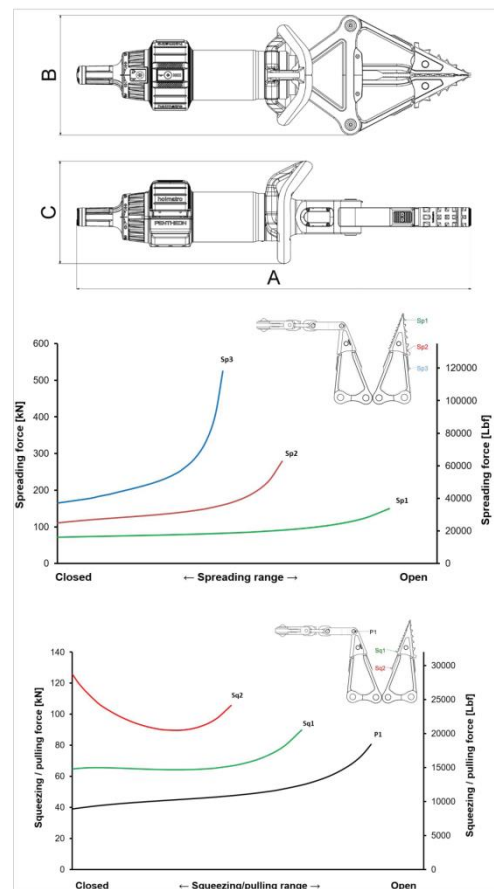 B
C
holmatro
PENTHEON
A
Sp1
Sp2
Sp3
Spreading force [kN]
600
500
400
300
200
100
0
Sp3
Sp2
Sp1
120000
100000
80000
60000
40000
20000
0
Spreading force [Lbf]
Closed ← Spreading range → Open
P1
Sq1
Sq2
Squeezing / pulling force [kN]
140
120
100
80
60
40
20
0
Sq2
Sq1
P1
30000
25000
20000
15000
10000
5000
0
Squeezing / pulling force [Lbf]
Closed ← Squeezing/pulling range → Open